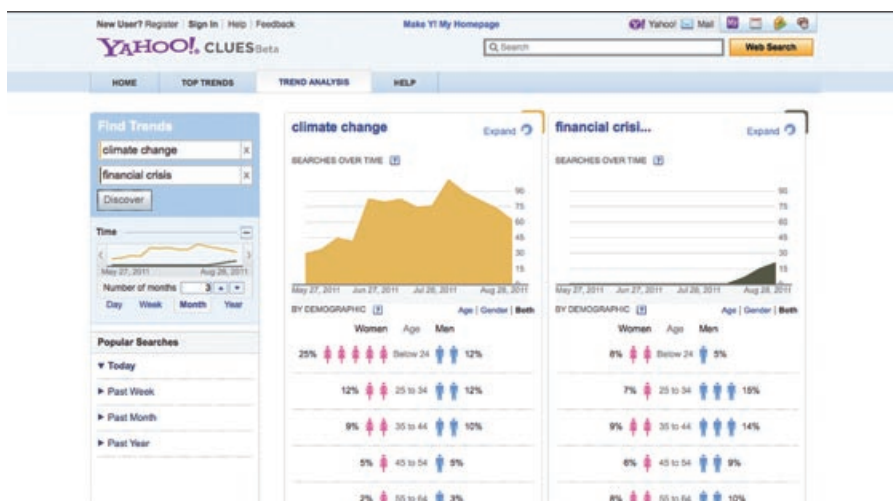 New User? Register Sign In Help Feedback Make Y! My Homepage Yahoo! Mail
YAHOO! CLUES Beta Search Web Search
HOME TOP TRENDS TREND ANALYSIS HELP
Find Trends
climate change x
financial crisis x
Discover
Time
May 27, 2011 Aug 28, 2011
Number of months 3
Day Week Month Year
Popular Searches
▼ Today
▶ Past Week
▶ Past Month
▶ Past Year
climate change Expand
SEARCHES OVER TIME [?]
90
75
60
45
30
15
May 27, 2011 Jun 27, 2011 Jul 28, 2011 Aug 28, 2011
BY DEMOGRAPHIC [?] Age | Gender | Both
Women Age Men
25% Below 24 12%
12% 25 to 34 12%
9% 35 to 44 10%
5% 45 to 54 5%
2% 55 to 64 3%
financial crisi... Expand
SEARCHES OVER TIME [?]
90
75
60
45
30
15
May 27, 2011 Jun 27, 2011 Jul 28, 2011 Aug 28, 2011
BY DEMOGRAPHIC [?] Age | Gender | Both
Women Age Men
8% Below 24 5%
7% 25 to 34 15%
9% 35 to 44 14%
6% 45 to 54 9%
8% 55 to 64 10%